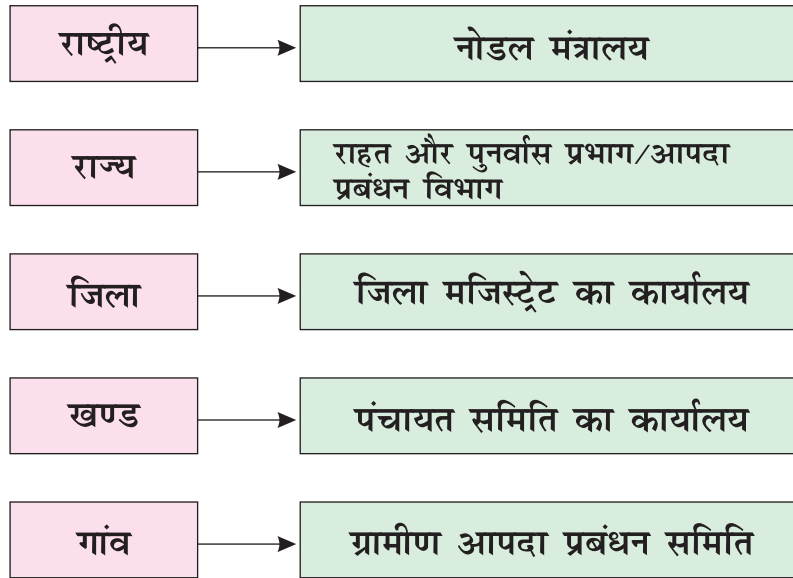 राष्ट्रीय
नोडल मंत्रालय
राज्य
राहत और पुनर्वास प्रभाग/आपदा
प्रबंधन विभाग
जिला
जिला मजिस्ट्रेट का कार्यालय
खण्ड
पंचायत समिति का कार्यालय
गांव
ग्रामीण आपदा प्रबंधन समिति